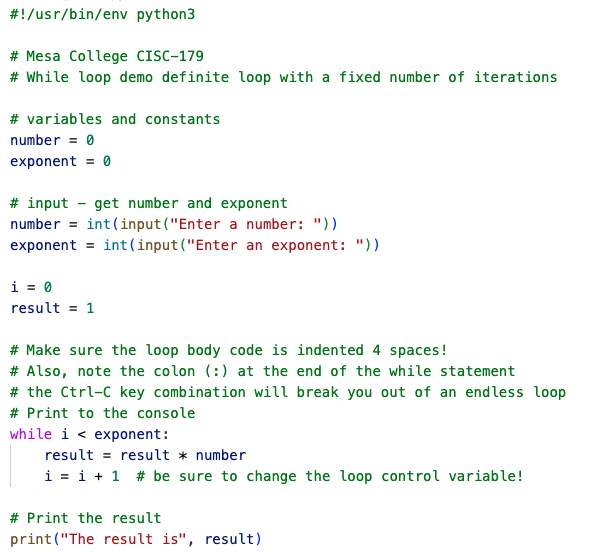 #!/usr/bin/env python3

# Mesa College CISC-179
# While loop demo definite loop with a fixed number of iterations

# variables and constants
number = 0
exponent = 0

# input - get number and exponent
number = int(input("Enter a number: "))
exponent = int(input("Enter an exponent: "))

i = 0
result = 1

# Make sure the loop body code is indented 4 spaces!
# Also, note the colon (:) at the end of the while statement
# the Ctrl-C key combination will break you out of an endless loop
# Print to the console
while i < exponent:
    result = result * number
    i = i + 1  # be sure to change the loop control variable!

# Print the result
print("The result is", result)